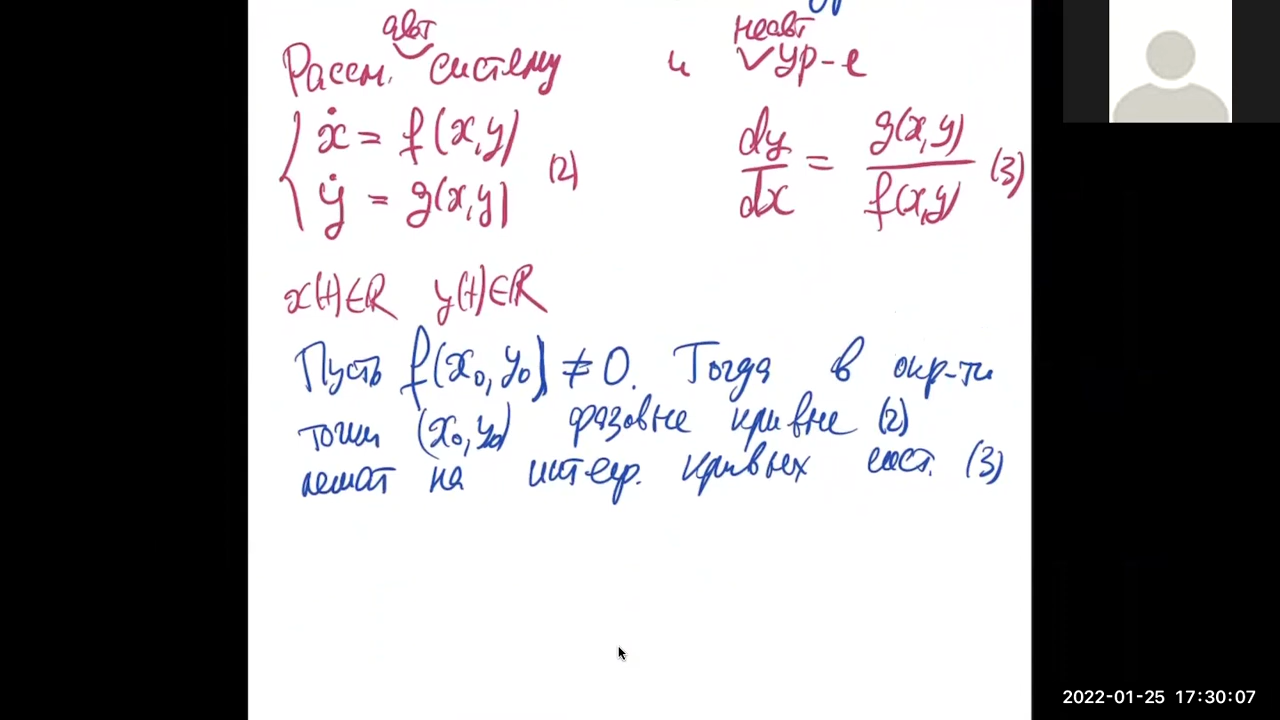 авт неавт
Рассм. систему и ур-е
ẋ = f(x,y)
ẏ = g(x,y) (2)
dy/dx = g(x,y)/f(x,y) (3)
x(t)∈ℝ y(t)∈ℝ
Пусть f(x₀, y₀) ≠ 0. Тогда в окр-ти
точки (x₀, y₀) фазовые кривые (2)
лежат на интегр. кривых сист. (3)
2022-01-25 17:30:07